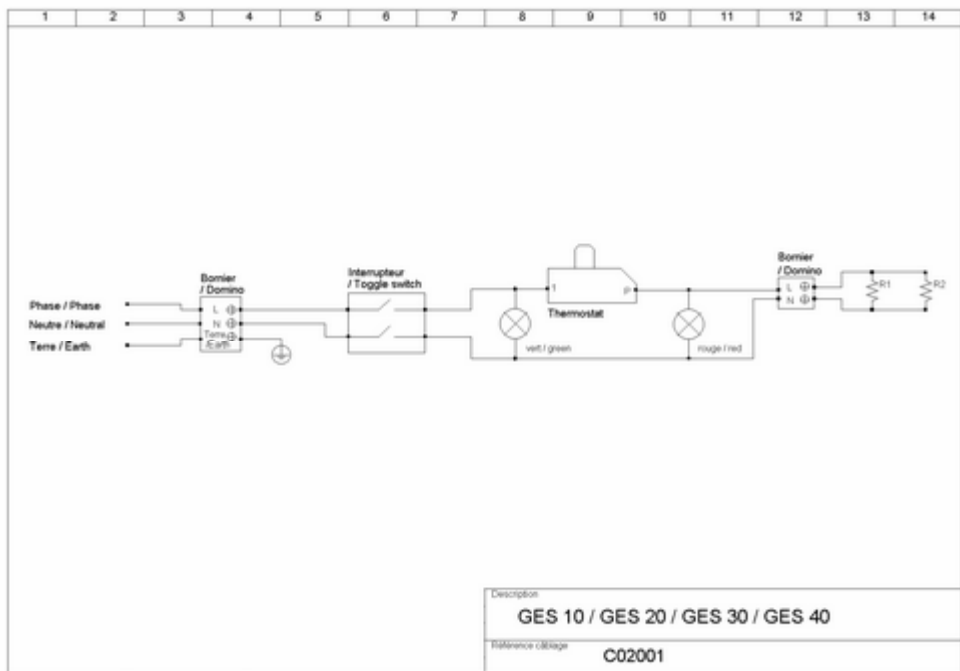 1 2 3 4 5 6 7 8 9 10 11 12 13 14
Bornier
/ Domino
Interrupteur
/ Toggle switch
Bornier
/ Domino
Phase / Phase
L
1
P
L
R1
R2
Neutre / Neutral
N
N
Thermostat
Terre / Earth
Terre
/Earth
vert / green
rouge / red
Description
GES 10 / GES 20 / GES 30 / GES 40
Référence câblage
C02001